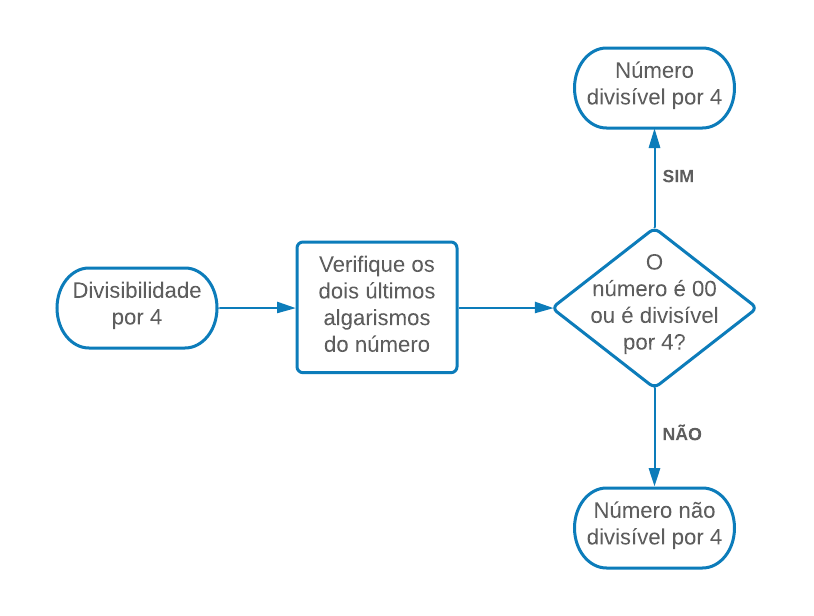 Divisibilidade
por 4
Verifique os
dois últimos
algarismos
do número
O
número é 00
ou é divisível
por 4?
SIM
Número
divisível por 4
NÃO
Número não
divisível por 4